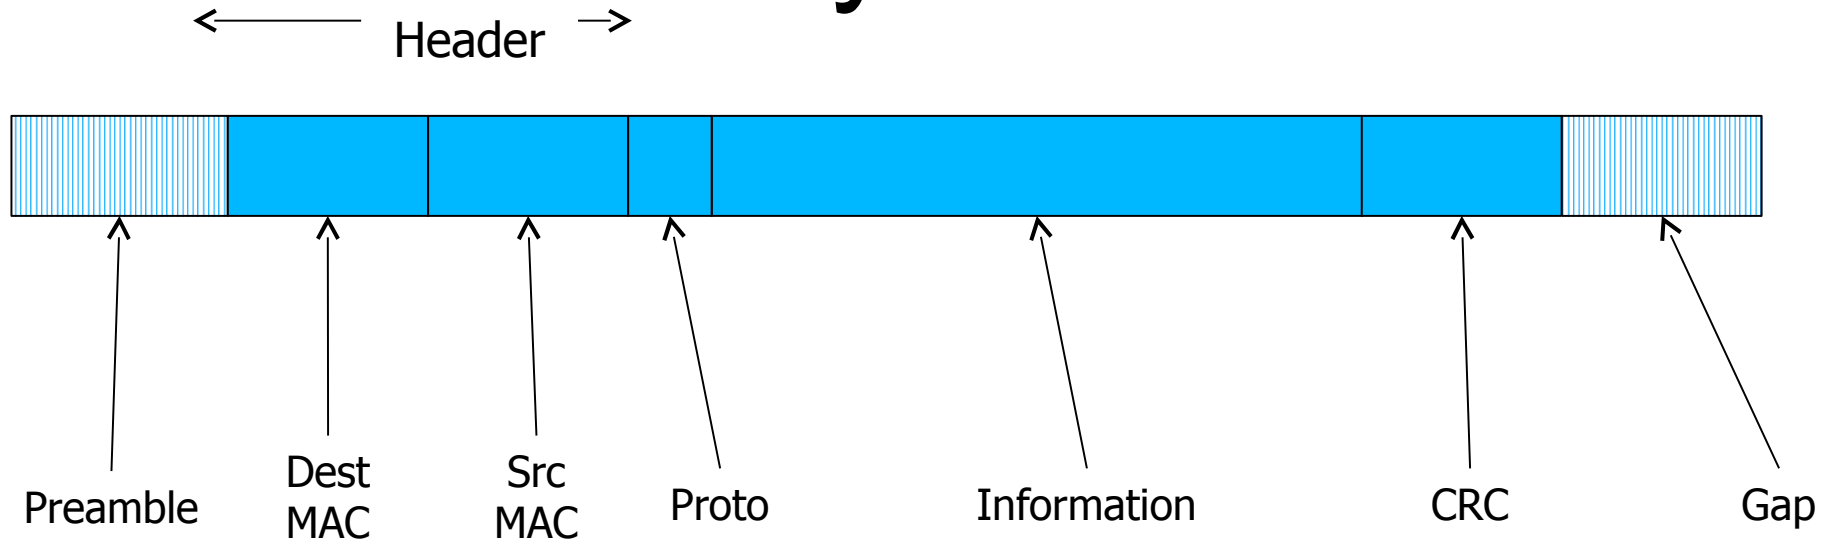 Header
Preamble
Dest
MAC
Src
MAC
Proto
Information
CRC
Gap